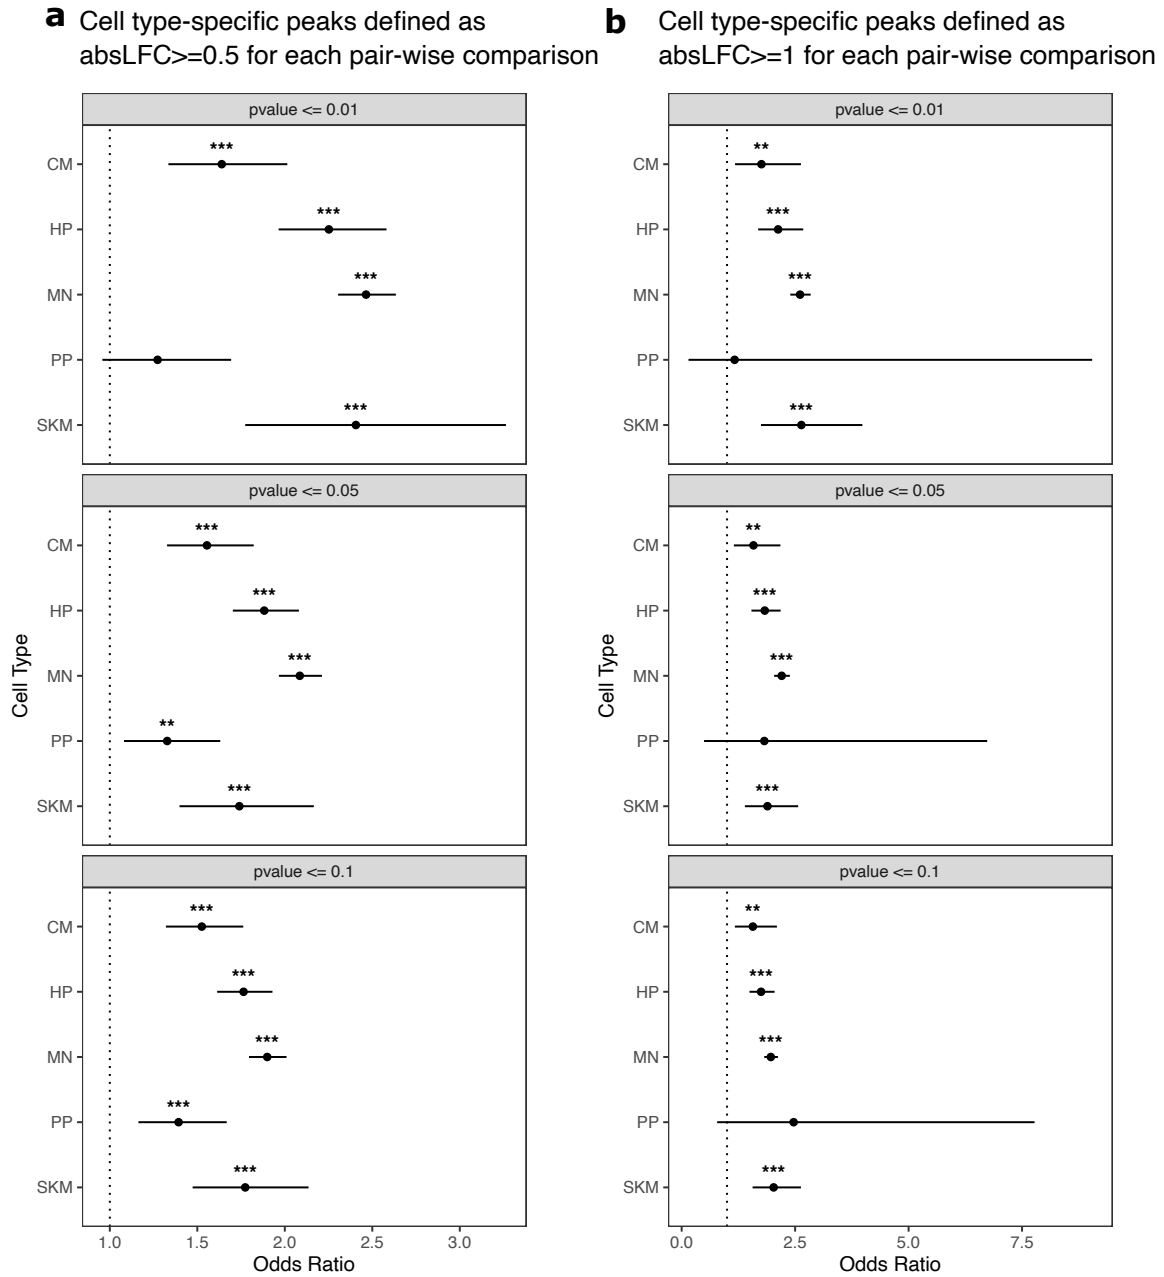 a Cell type-specific peaks defined as
absLFC>=0.5 for each pair-wise comparison
pvalue <= 0.01
CM ***
HP ***
MN ***
PP
SKM ***
pvalue <= 0.05
CM ***
HP ***
MN ***
PP **
SKM ***
pvalue <= 0.1
CM ***
HP ***
MN ***
PP ***
SKM ***
Cell Type
1.0 1.5 2.0 2.5 3.0
Odds Ratio
b Cell type-specific peaks defined as
absLFC>=1 for each pair-wise comparison
pvalue <= 0.01
CM **
HP ***
MN ***
PP
SKM ***
pvalue <= 0.05
CM **
HP ***
MN ***
PP
SKM ***
pvalue <= 0.1
CM **
HP ***
MN ***
PP
SKM ***
Cell Type
0.0 2.5 5.0 7.5
Odds Ratio